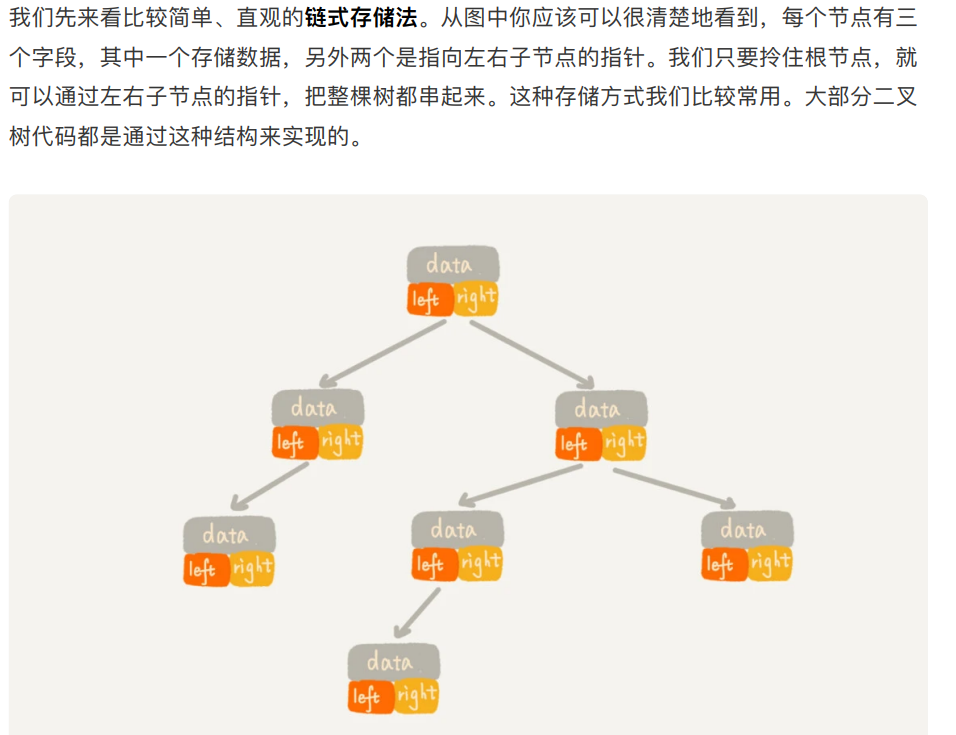 我们先来看比较简单、直观的链式存储法。从图中你应该可以很清楚地看到，每个节点有三
个字段，其中一个存储数据，另外两个是指向左右子节点的指针。我们只要拎住根节点，就
可以通过左右子节点的指针，把整棵树都串起来。这种存储方式我们比较常用。大部分二叉
树代码都是通过这种结构来实现的。
data
left right
data
left right
data
left right
data
left right
data
left right
data
left right
data
left right